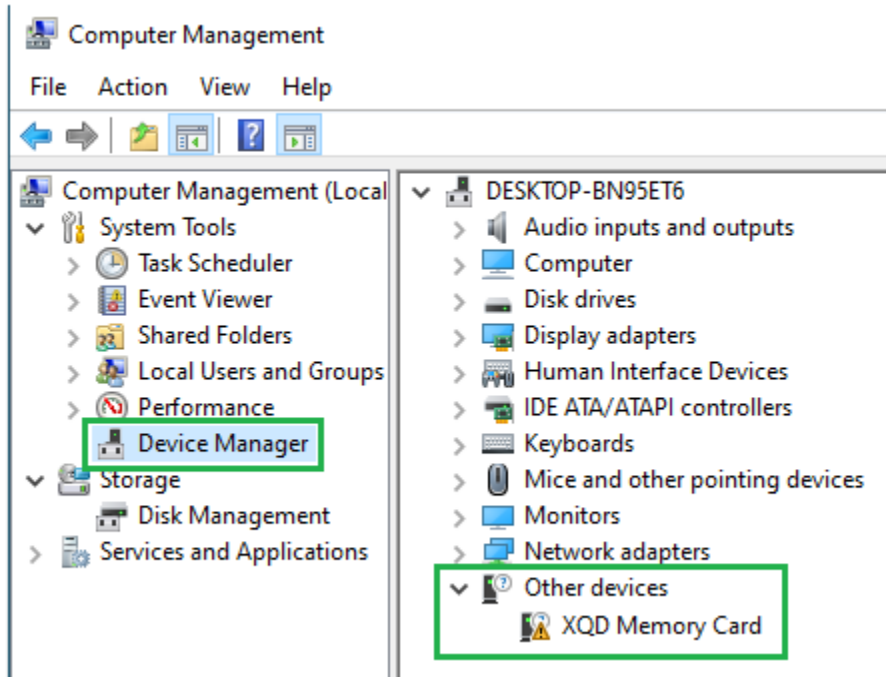 Computer Management
File Action View Help
Computer Management (Local
System Tools
Task Scheduler
Event Viewer
Shared Folders
Local Users and Groups
Performance
Device Manager
Storage
Disk Management
Services and Applications
DESKTOP-BN95ET6
Audio inputs and outputs
Computer
Disk drives
Display adapters
Human Interface Devices
IDE ATA/ATAPI controllers
Keyboards
Mice and other pointing devices
Monitors
Network adapters
Other devices
XQD Memory Card